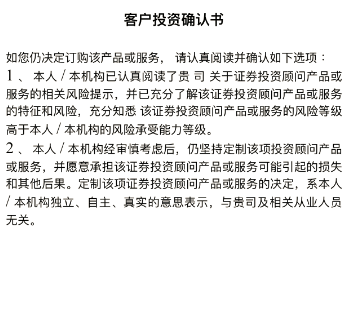 客户投资确认书
如您仍决定订购该产品或服务， 请认真阅读并确认如下选项：
1 、 本人 / 本机构已认真阅读了贵 司 关于证券投资顾问产品或
服务的相关风险提示，并已充分了解该证券投资顾问产品或服务
的特征和风险，充分知悉 该证券投资顾问产品或服务的风险等级
高于本人 / 本机构的风险承受能力等级。
2 、 本人 / 本机构经审慎考虑后，仍坚持定制该项投资顾问产品
或服务，并愿意承担该证券投资顾问产品或服务可能引起的损失
和其他后果。定制该项证券投资顾问产品或服务的决定，系本人
/ 本机构独立、自主、真实的意思表示，与贵司及相关从业人员
无关。